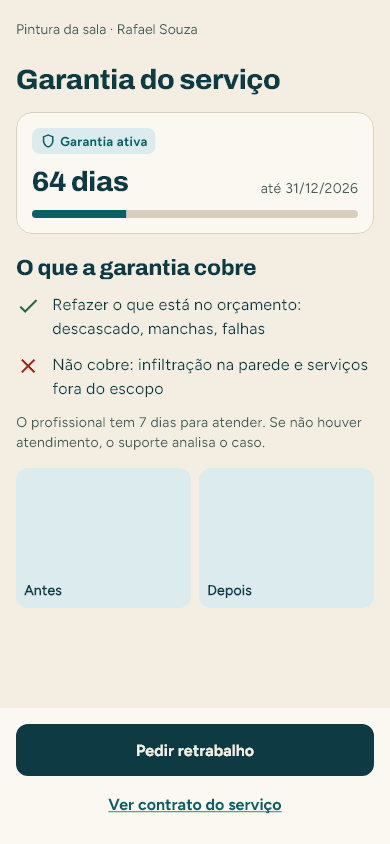 Pintura da sala · Rafael Souza
Garantia do serviço
Garantia ativa
64 dias
até 31/12/2026
O que a garantia cobre
Refazer o que está no orçamento:
descascado, manchas, falhas
Não cobre: infiltração na parede e serviços
fora do escopo
O profissional tem 7 dias para atender. Se não houver
atendimento, o suporte analisa o caso.
Antes
Depois
Pedir retrabalho
Ver contrato do serviço